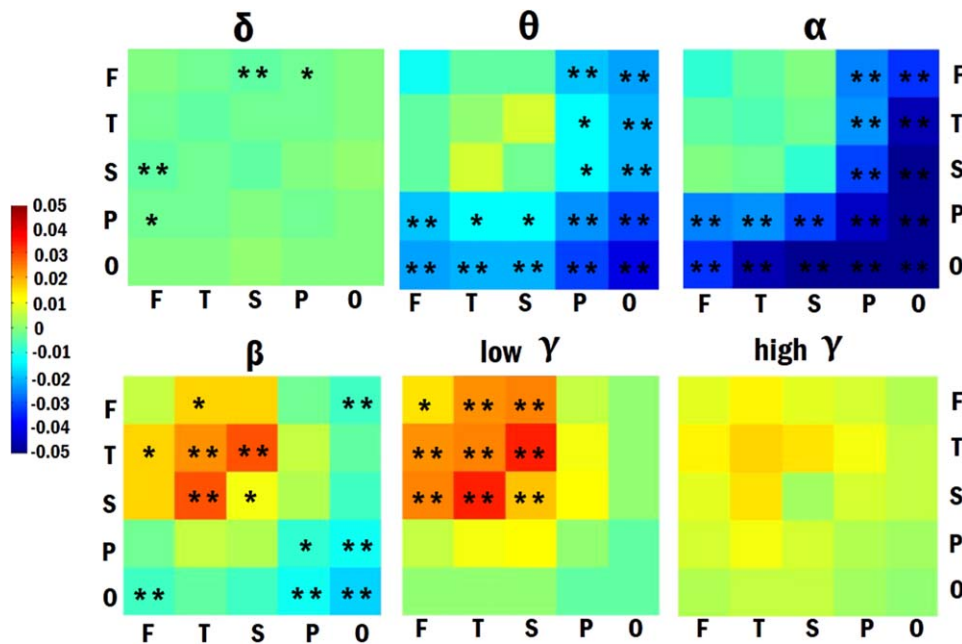 δ θ α
F ** * ** ** ** ** F
T * ** ** ** T
S ** * ** ** ** S
P * ** * * ** ** ** ** ** ** ** P
O ** ** ** ** ** ** ** ** ** ** O
F T S P O F T S P O F T S P O
0.05
0.04
0.03
0.02
0.01
0
-0.01
-0.02
-0.03
-0.04
-0.05
β low γ high γ
F * ** * ** ** F
T * ** ** ** ** ** T
S ** * ** ** ** S
P * ** P
O ** ** ** O
F T S P O F T S P O F T S P O